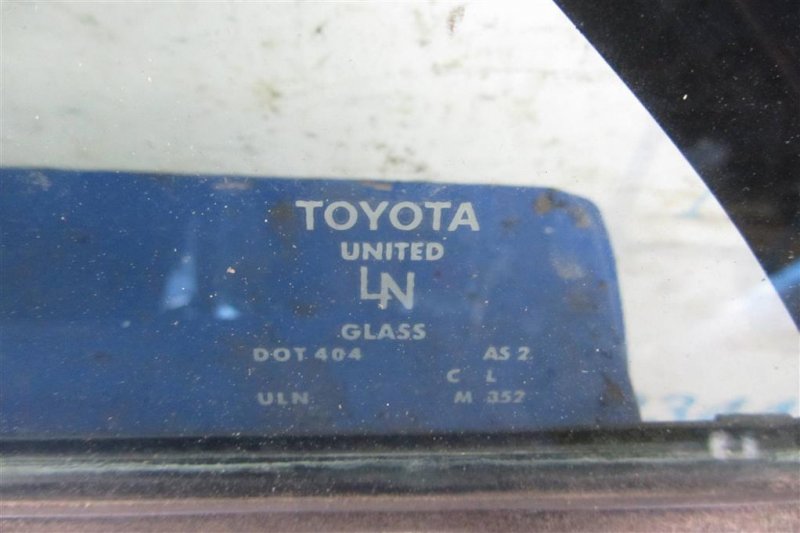 TOYOTA
UNITED
LN
GLASS
DOT 404 AS 2
C L
ULN M 352